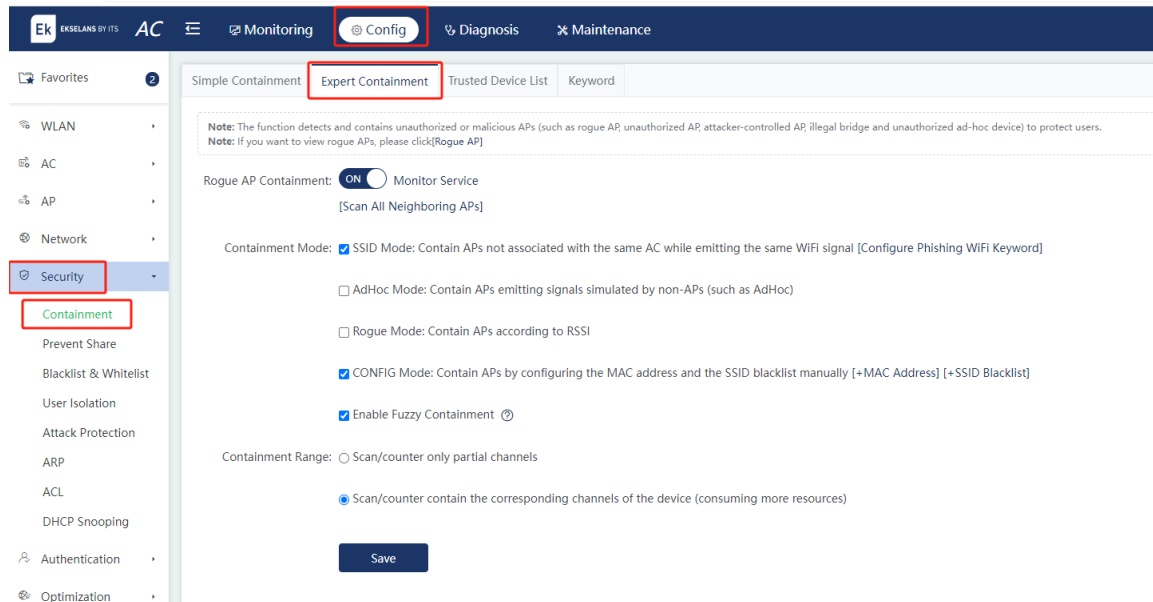 Ek EKSELANS BY ITS AC Monitoring Config Diagnosis Maintenance
Favorites 2
WLAN
AC
AP
Network
Security
Containment
Prevent Share
Blacklist & Whitelist
User Isolation
Attack Protection
ARP
ACL
DHCP Snooping
Authentication
Optimization
Simple Containment Expert Containment Trusted Device List Keyword
Note: The function detects and contains unauthorized or malicious APs (such as rogue AP, unauthorized AP, attacker-controlled AP, illegal bridge and unauthorized ad-hoc device) to protect users.
Note: If you want to view rogue APs, please click[Rogue AP]
Rogue AP Containment: ON Monitor Service
[Scan All Neighboring APs]
Containment Mode: SSID Mode: Contain APs not associated with the same AC while emitting the same WiFi signal [Configure Phishing WiFi Keyword]
AdHoc Mode: Contain APs emitting signals simulated by non-APs (such as AdHoc)
Rogue Mode: Contain APs according to RSSI
CONFIG Mode: Contain APs by configuring the MAC address and the SSID blacklist manually [+MAC Address] [+SSID Blacklist]
Enable Fuzzy Containment ?
Containment Range: Scan/counter only partial channels
Scan/counter contain the corresponding channels of the device (consuming more resources)
Save